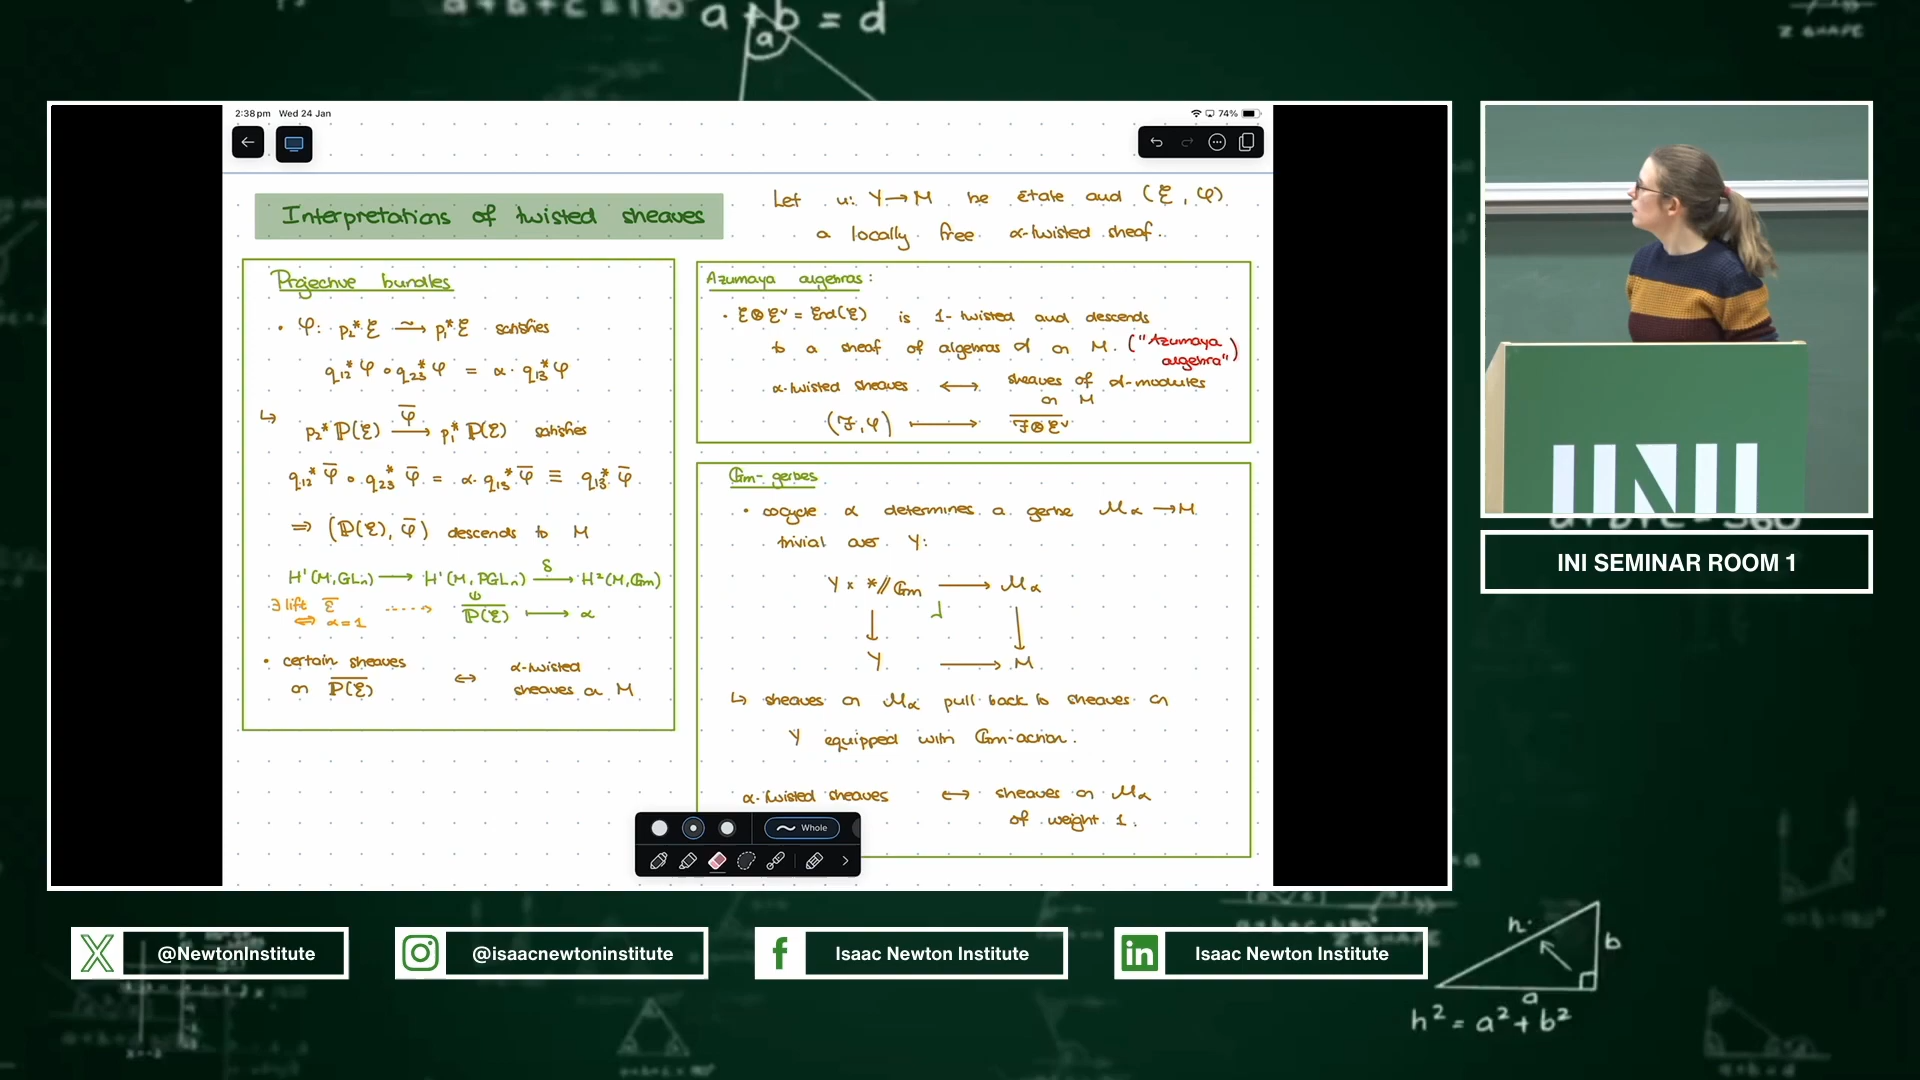 a+b+c=180°
a+b=d
a
Z SHAPE
2:38pm Wed 24 Jan
74%
Interpretations of twisted sheaves
Let u: Y → M be étale and (ℰ, φ)
a locally free α-twisted sheaf.
Projective bundles
· φ: p₂*ℰ ⥲ p₁*ℰ satisfies
q₁₂*φ ∘ q₂₃*φ = α · q₁₃*φ
↳ p₂*ℙ(ℰ) →^φ̄ p₁*ℙ(ℰ) satisfies
q₁₂*φ̄ ∘ q₂₃*φ̄ = α · q₁₃*φ̄ ≡ q₁₃*φ̄
⇒ (ℙ(ℰ), φ̄) descends to M
H¹(M, GLₙ) → H¹(M, PGLₙ) →^δ H²(M, 𝔾m)
∃ lift ℰ̄ ⇢ ℙ(ℰ)‾ ↦ α
⇔ α = 1
· certain sheaves on ℙ(ℰ)‾ ↔ α-twisted sheaves on M
Azumaya algebras:
· ℰ⊗ℰ^∨ = End(ℰ) is 1-twisted and descends
to a sheaf of algebras 𝒜 on M. ("Azumaya algebra")
α-twisted sheaves ⟷ sheaves of 𝒜-modules on M
(ℱ, φ) ⟼ ℱ⊗ℰ^∨‾
𝔾m-gerbes
· cocycle α determines a gerbe ℳα → M
trivial over Y:
Y × *//𝔾m → ℳα
↓ ⌟ ↓
Y → M
↳ sheaves on ℳα pull back to sheaves on
Y equipped with 𝔾m-action.
α-twisted sheaves ↔ sheaves on ℳα
of weight 1.
Whole
INI
INI SEMINAR ROOM 1
@NewtonInstitute
@isaacnewtoninstitute
f
Isaac Newton Institute
in
Isaac Newton Institute
h
b
a
h² = a² + b²